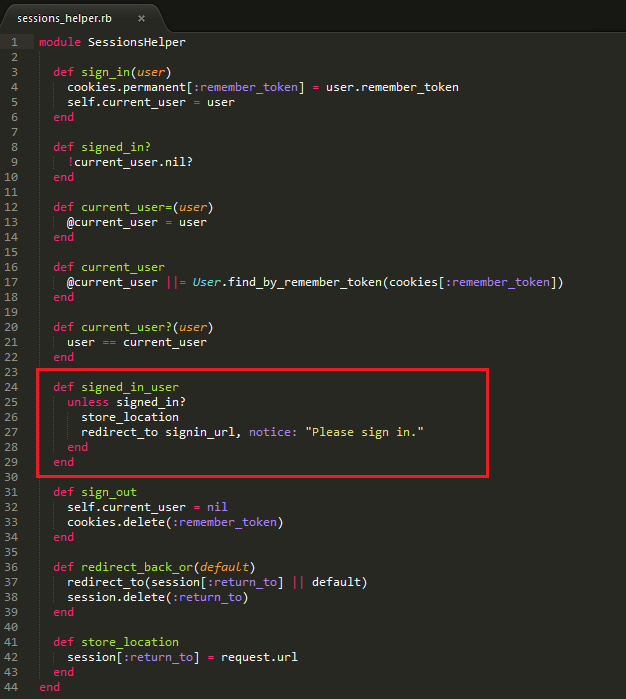 sessions_helper.rb ×
1 module SessionsHelper
2
3   def sign_in(user)
4     cookies.permanent[:remember_token] = user.remember_token
5     self.current_user = user
6   end
7
8   def signed_in?
9     !current_user.nil?
10   end
11
12   def current_user=(user)
13     @current_user = user
14   end
15
16   def current_user
17     @current_user ||= User.find_by_remember_token(cookies[:remember_token])
18   end
19
20   def current_user?(user)
21     user == current_user
22   end
23
24   def signed_in_user
25     unless signed_in?
26       store_location
27       redirect_to signin_url, notice: "Please sign in."
28     end
29   end
30
31   def sign_out
32     self.current_user = nil
33     cookies.delete(:remember_token)
34   end
35
36   def redirect_back_or(default)
37     redirect_to(session[:return_to] || default)
38     session.delete(:return_to)
39   end
40
41   def store_location
42     session[:return_to] = request.url
43   end
44 end